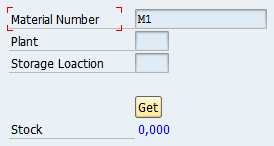 Material Number M1
Plant
Storage Loaction
Get
Stock 0,000